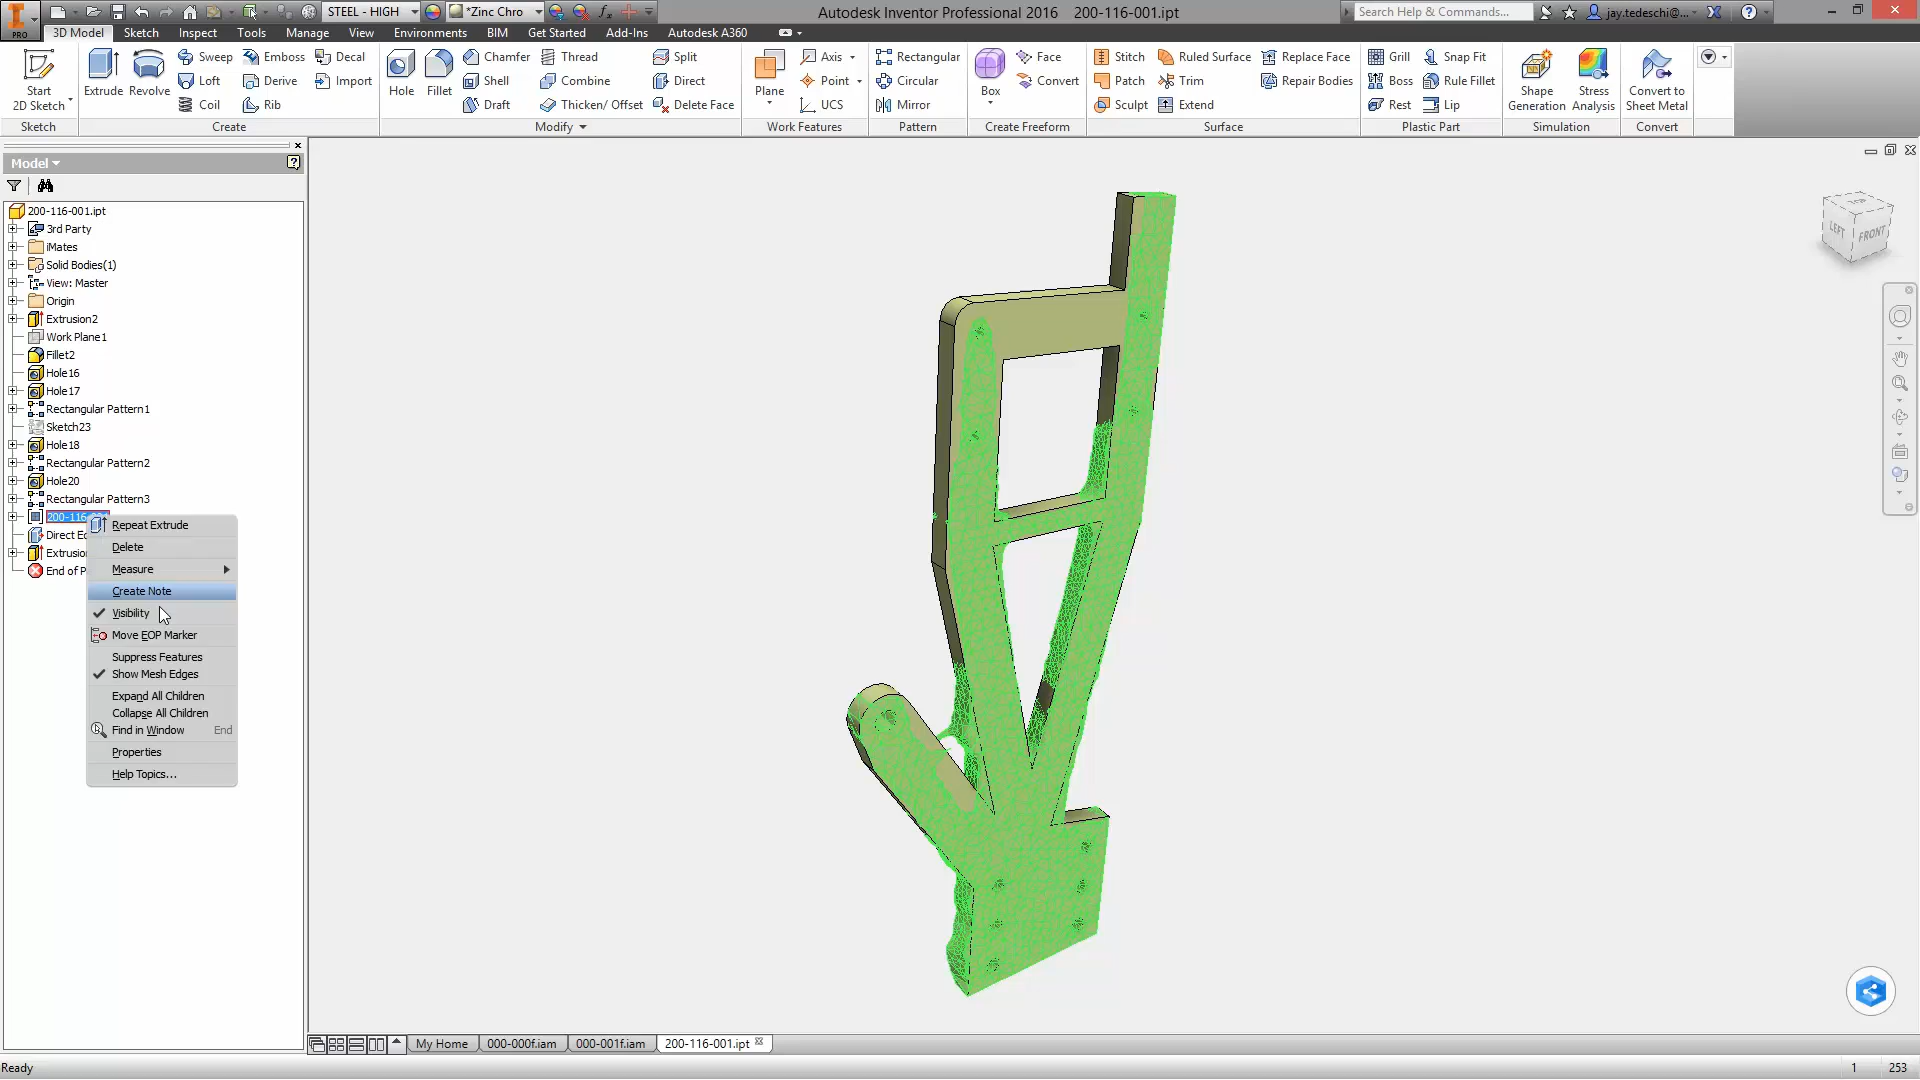 STEEL - HIGH
*Zinc Chro
Autodesk Inventor Professional 2016 200-116-001.ipt
Search Help & Commands...
jay.tedeschi@...
PRO
3D Model Sketch Inspect Tools Manage View Environments BIM Get Started Add-Ins Autodesk A360
Start
2D Sketch
Sketch
Extrude
Revolve
Sweep
Loft
Coil
Emboss
Derive
Rib
Decal
Import
Create
Hole
Fillet
Chamfer
Shell
Draft
Thread
Combine
Thicken/ Offset
Split
Direct
Delete Face
Modify
Plane
Axis
Point
UCS
Work Features
Rectangular
Circular
Mirror
Pattern
Box
Face
Convert
Create Freeform
Stitch
Patch
Sculpt
Ruled Surface
Trim
Extend
Replace Face
Repair Bodies
Surface
Grill
Boss
Rest
Snap Fit
Rule Fillet
Lip
Plastic Part
Shape
Generation
Stress
Analysis
Simulation
Convert to
Sheet Metal
Convert
Model
200-116-001.ipt
3rd Party
iMates
Solid Bodies(1)
View: Master
Origin
Extrusion2
Work Plane1
Fillet2
Hole16
Hole17
Rectangular Pattern1
Sketch23
Hole18
Rectangular Pattern2
Hole20
Rectangular Pattern3
200-116-
Direct Ed
Extrusion
End of P
Repeat Extrude
Delete
Measure
Create Note
Visibility
Move EOP Marker
Suppress Features
Show Mesh Edges
Expand All Children
Collapse All Children
Find in Window End
Properties
Help Topics...
TOP
LEFT
FRONT
My Home 000-000f.iam 000-001f.iam 200-116-001.ipt
Ready
1 253